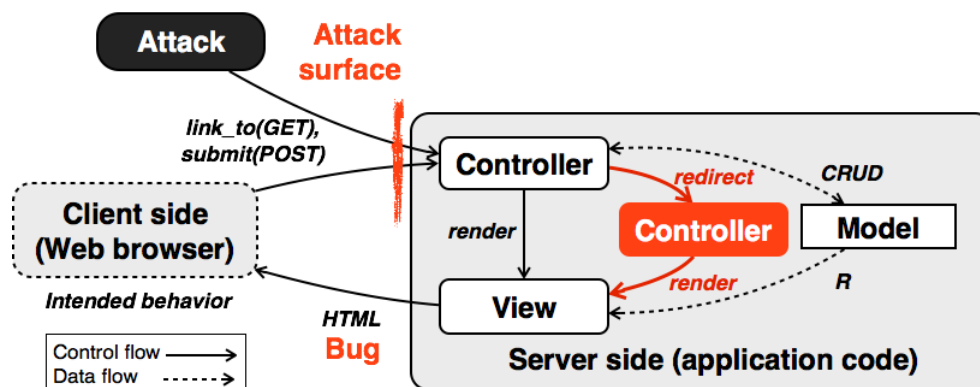 Attack
Attack
surface
link_to(GET),
submit(POST)
Controller
redirect
CRUD
Client side
(Web browser)
render
Controller
Model
render
R
Intended behavior
View
HTML
Bug
Server side (application code)
Control flow
Data flow